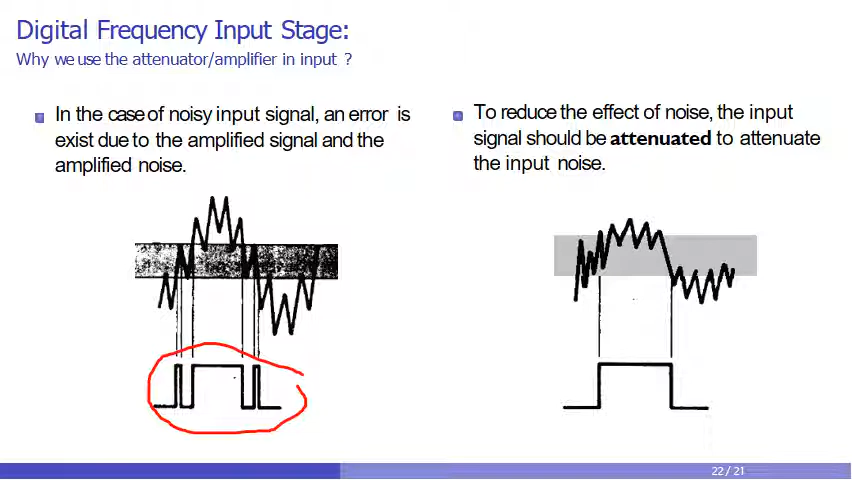 Digital Frequency Input Stage:
Why we use the attenuator/amplifier in input ?
In the case of noisy input signal, an error is
exist due to the amplified signal and the
amplified noise.
To reduce the effect of noise, the input
signal should be attenuated to attenuate
the input noise.
22 / 21